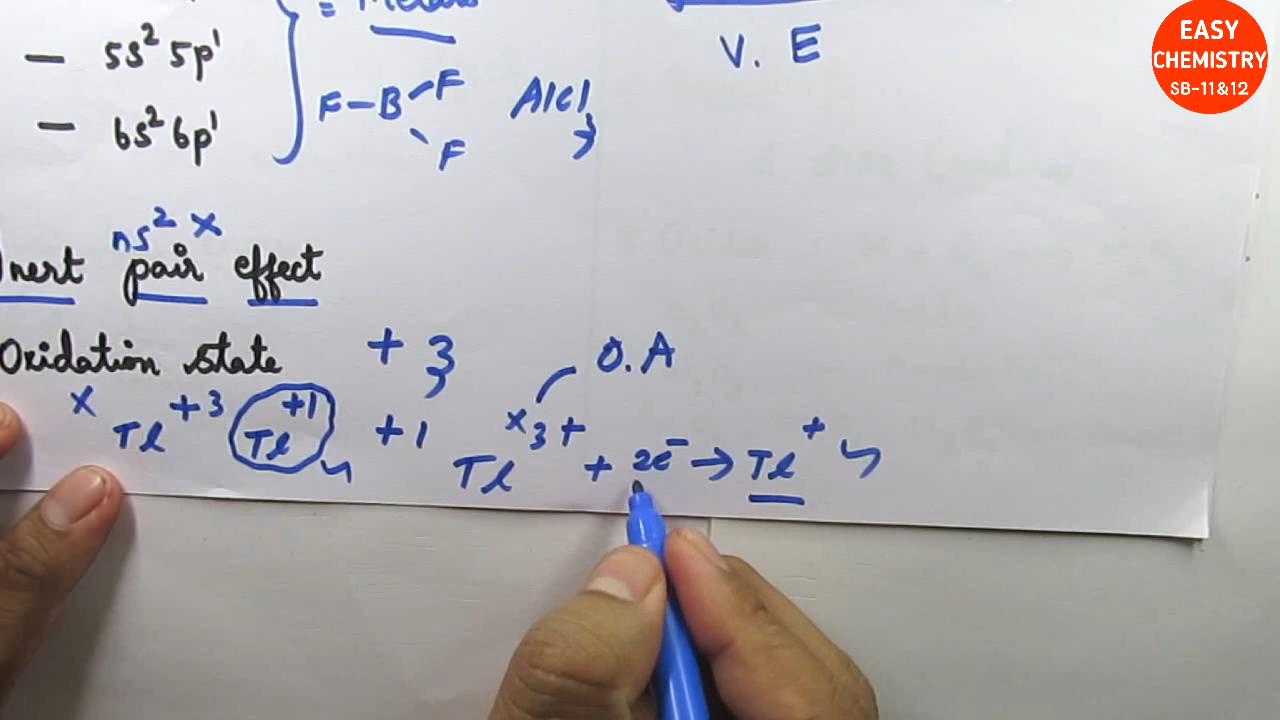 = Metals
– 5s² 5p¹
– 6s² 6p¹
F–B F F
AlCl3
V. E
EASY
CHEMISTRY
SB-11&12
ns² x
Inert pair effect
Oxidation state +3
O.A
x Tl+3 Tl+1 +1
x Tl3+ + 2e⁻ → Tl+